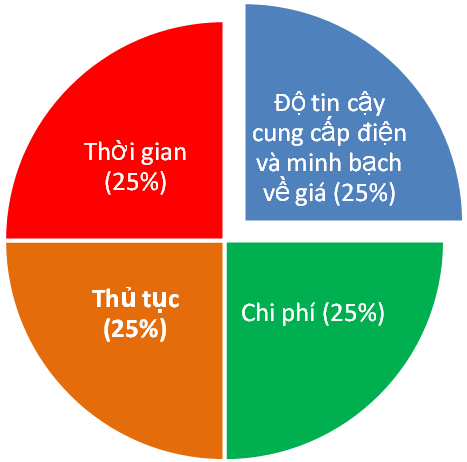 Thời gian
(25%)
Độ tin cậy
cung cấp điện
và minh bạch
về giá (25%)
Thủ tục
(25%)
Chi phí (25%)